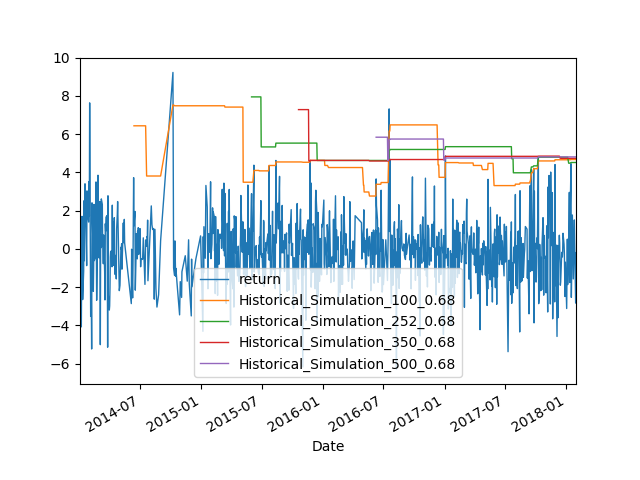 10
8
6
4
2
0
−2
−4
−6
return
Historical_Simulation_100_0.68
Historical_Simulation_252_0.68
Historical_Simulation_350_0.68
Historical_Simulation_500_0.68
2014-07 2015-01 2015-07 2016-01 2016-07 2017-01 2017-07 2018-01
Date